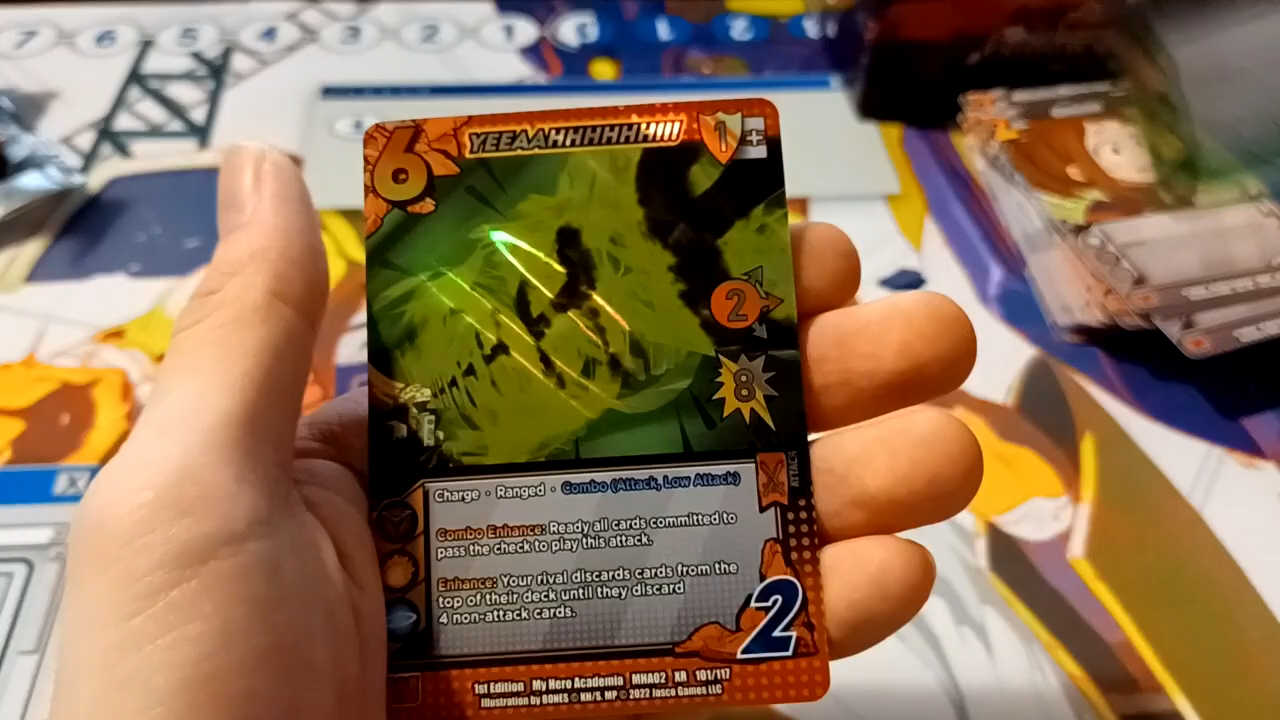 7 6 5 4 3 2 1
6
YEEAAHHHHHH!!!
1 +
2
8
ATTACK
Charge • Ranged • Combo (Attack, Low Attack)
Combo Enhance: Ready all cards committed to
pass the check to play this attack.
Enhance: Your rival discards cards from the
top of their deck until they discard
4 non-attack cards.
2
1st Edition My Hero Academia MHA02 XR 101/117
Illustration by BONES © KH/S, MP © 2022 Jasco Games LLC